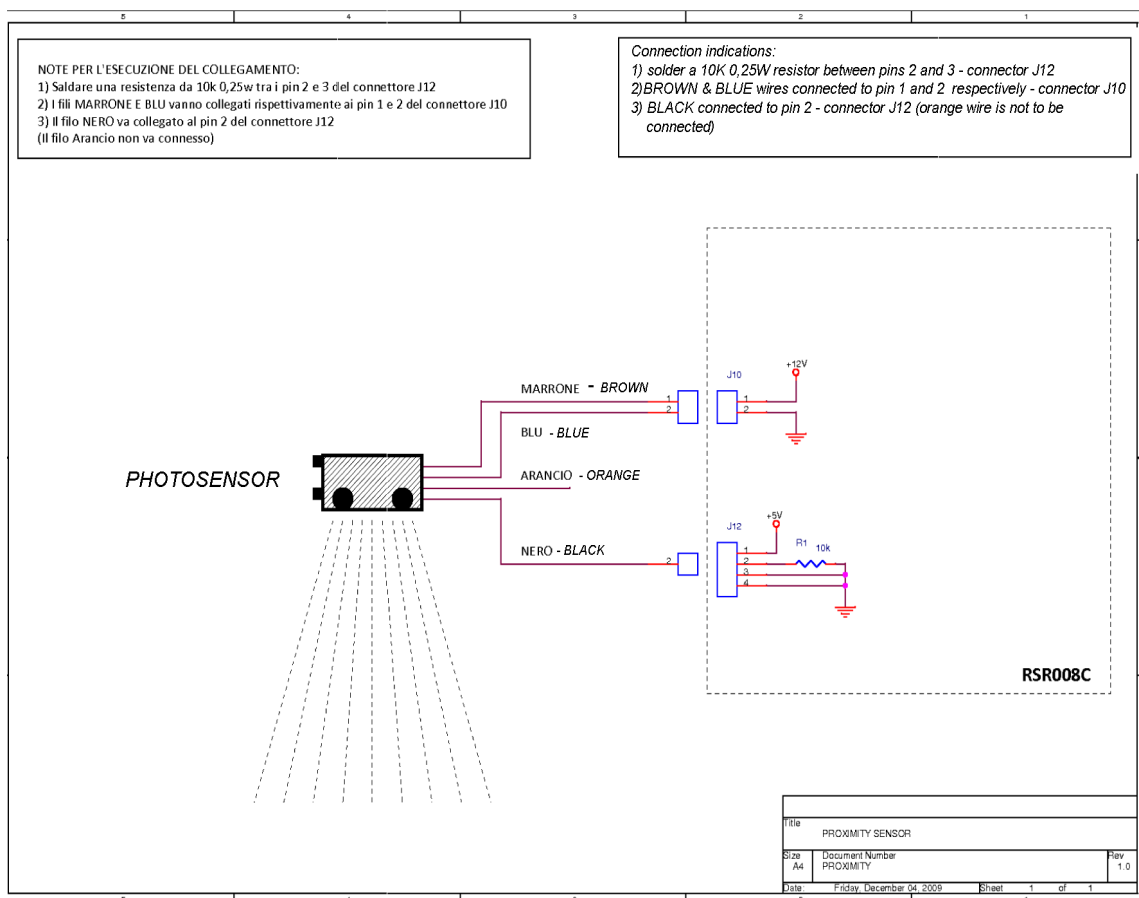 5 4 3 2 1
NOTE PER L'ESECUZIONE DEL COLLEGAMENTO:
1) Saldare una resistenza da 10k 0,25w tra i pin 2 e 3 del connettore J12
2) I fili MARRONE E BLU vanno collegati rispettivamente ai pin 1 e 2 del connettore J10
3) Il filo NERO va collegato al pin 2 del connettore J12
(Il filo Arancio non va connesso)
Connection indications:
1) solder a 10K 0,25W resistor between pins 2 and 3 - connector J12
2)BROWN & BLUE wires connected to pin 1 and 2 respectively - connector J10
3) BLACK connected to pin 2 - connector J12 (orange wire is not to be
connected)
+12V
J10
MARRONE - BROWN
1 1
2 2
BLU - BLUE
PHOTOSENSOR
ARANCIO - ORANGE
+5V
J12
R1 10k
NERO - BLACK
1
2 2
3
4
RSR008C
Title
PROXIMITY SENSOR
Size Document Number Rev
A4 PROXIMITY 1.0
Date: Friday, December 04, 2009 Sheet 1 of 1